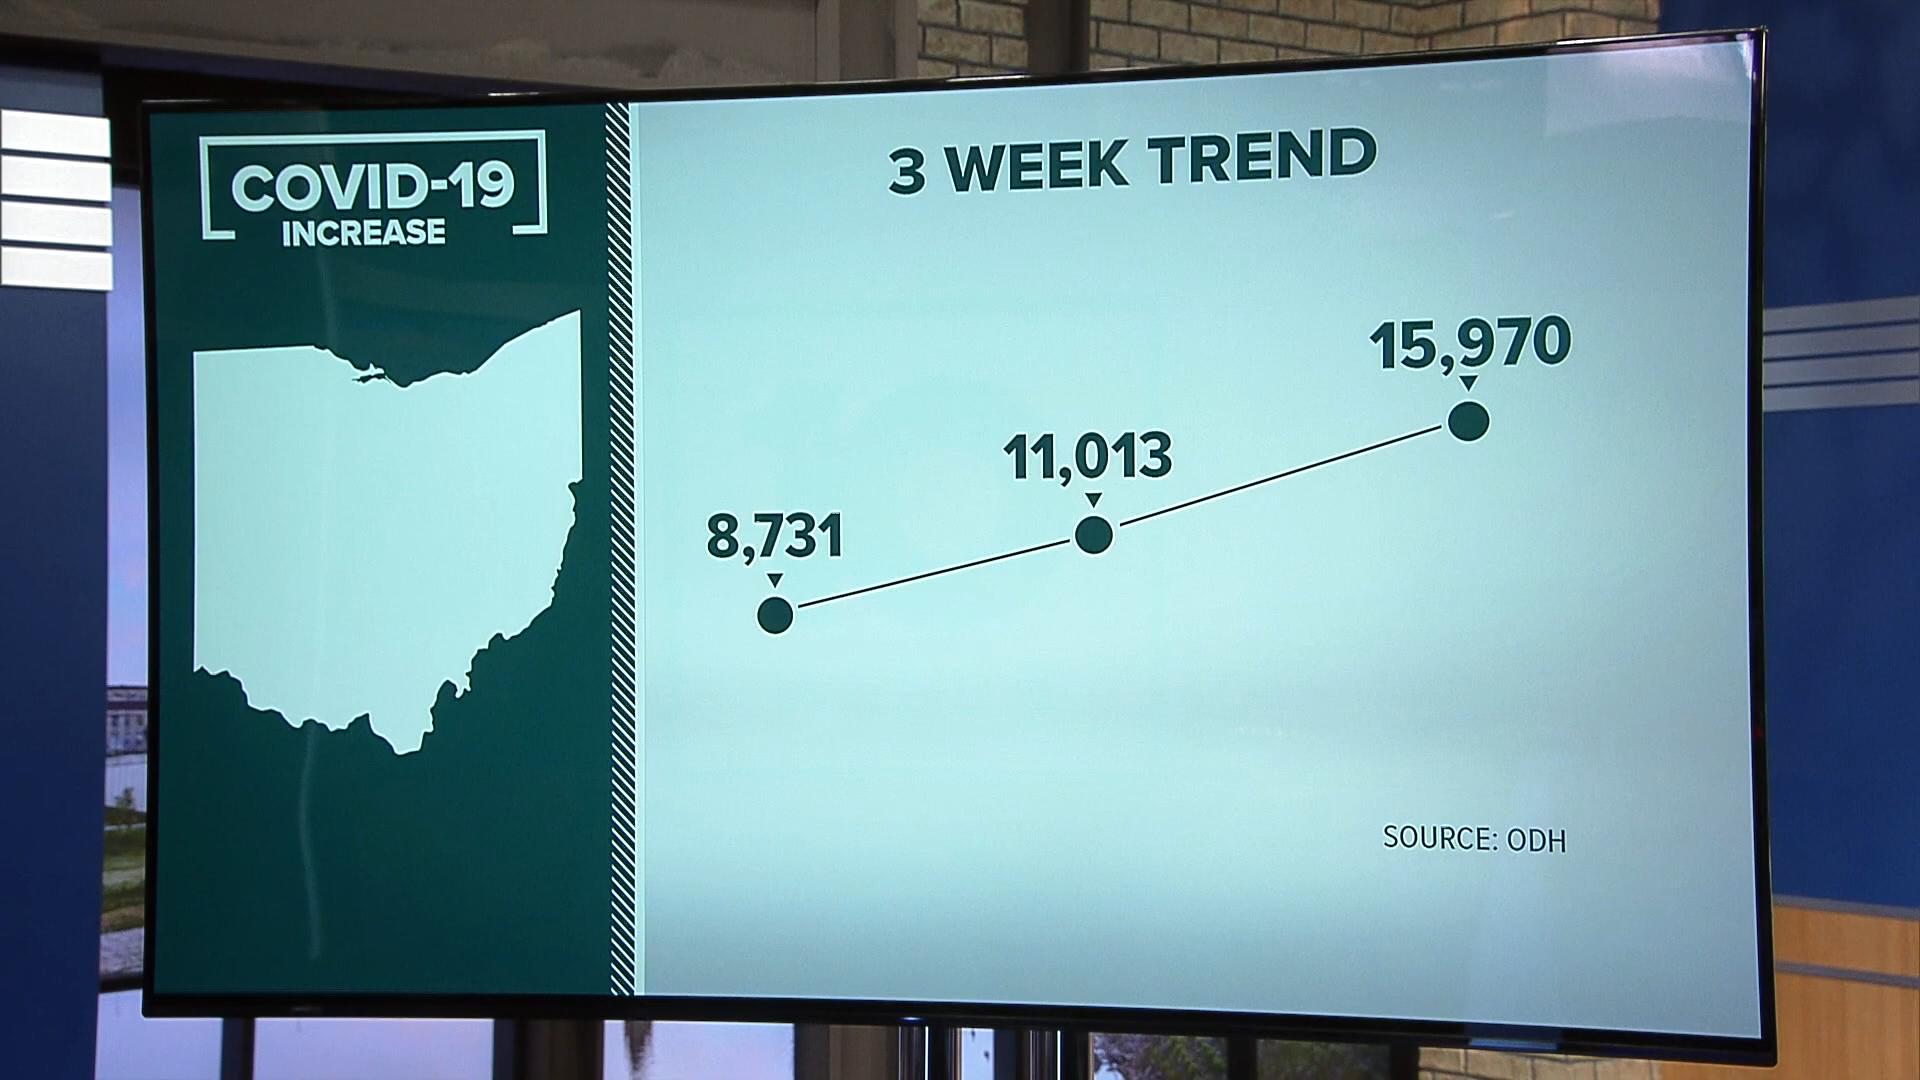 COVID-19
INCREASE
3 WEEK TREND
8,731
11,013
15,970
SOURCE: ODH